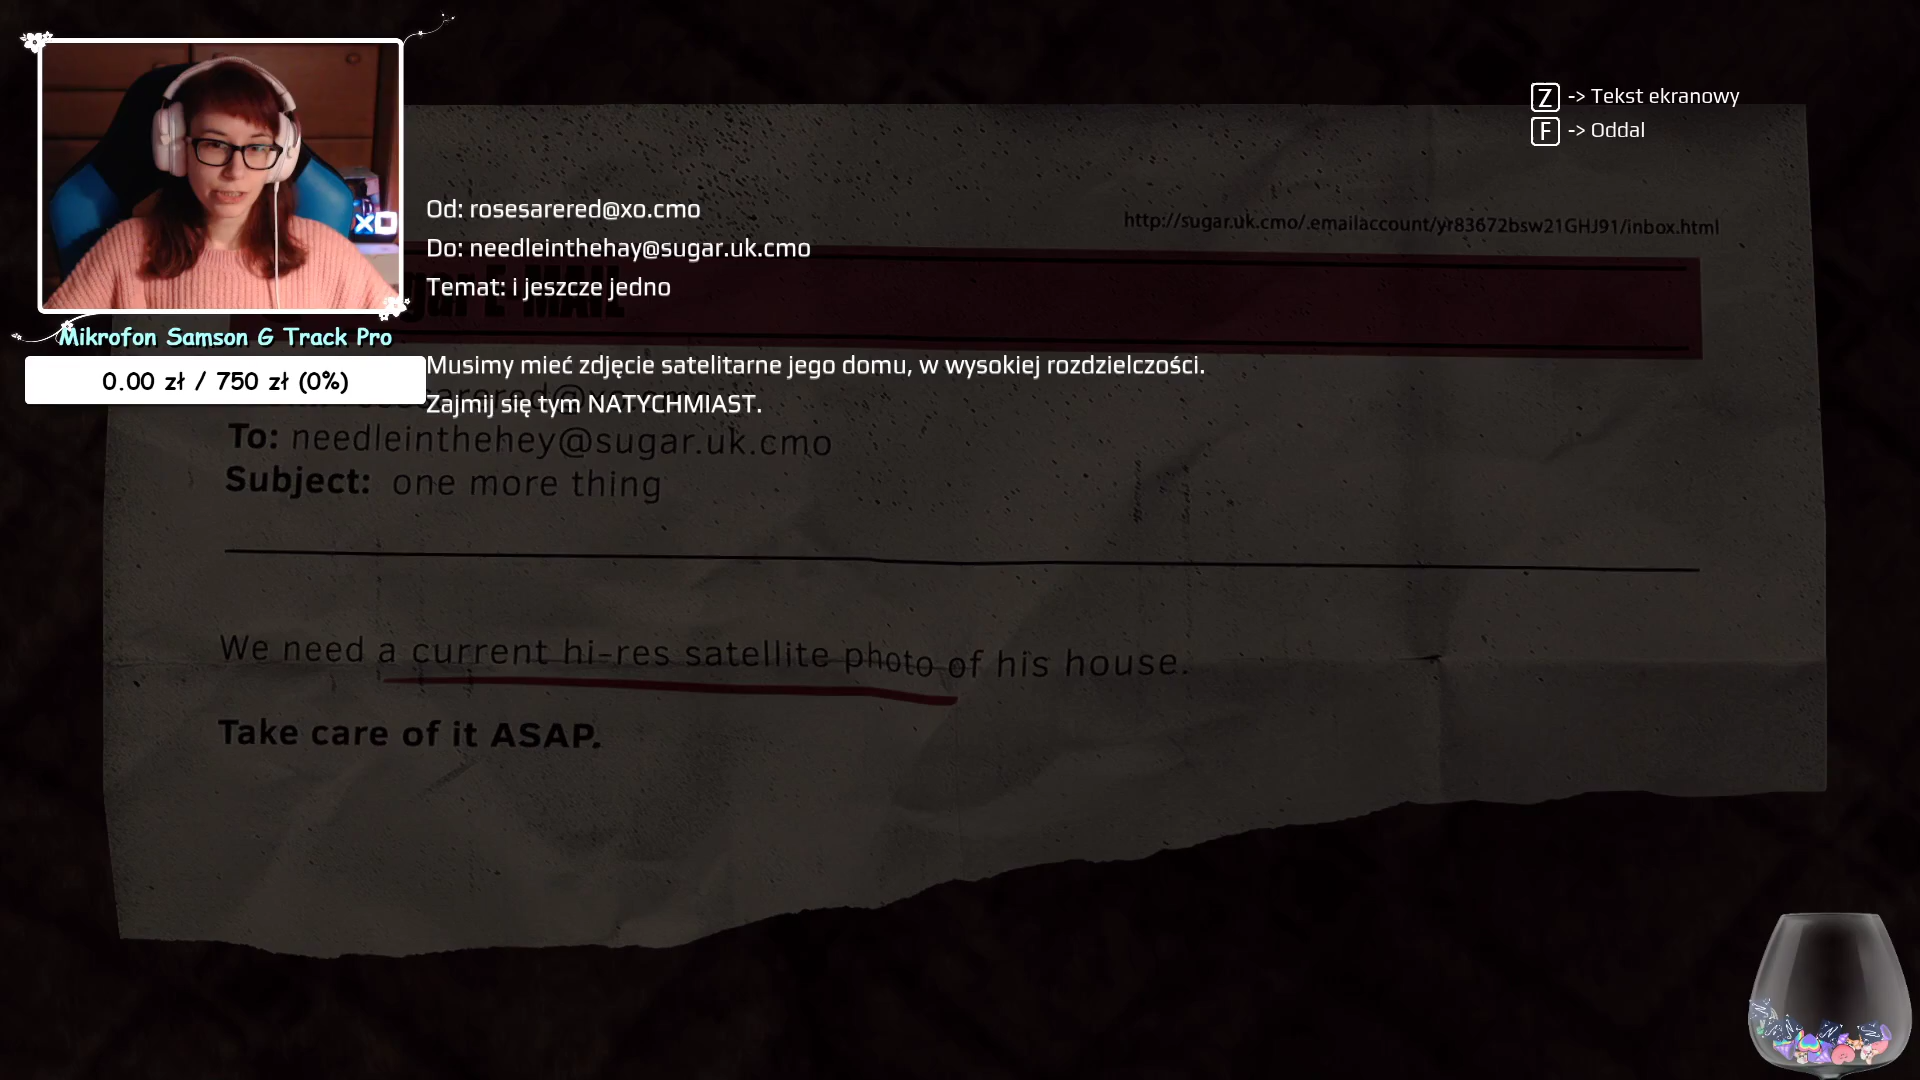 Z -> Tekst ekranowy
F -> Oddal
Od: rosesarered@xo.cmo
Do: needleinthehay@sugar.uk.cmo
Temat: i jeszcze jedno
http://sugar.uk.cmo/.emailaccount/yr83672bsw21GHJ91/inbox.html
E-MAIL
Mikrofon Samson G Track Pro
0.00 zł / 750 zł (0%)
Musimy mieć zdjęcie satelitarne jego domu, w wysokiej rozdzielczości.
Zajmij się tym NATYCHMIAST.
To: needleinthehey@sugar.uk.cmo
Subject: one more thing
We need a current hi-res satellite photo of his house.
Take care of it ASAP.